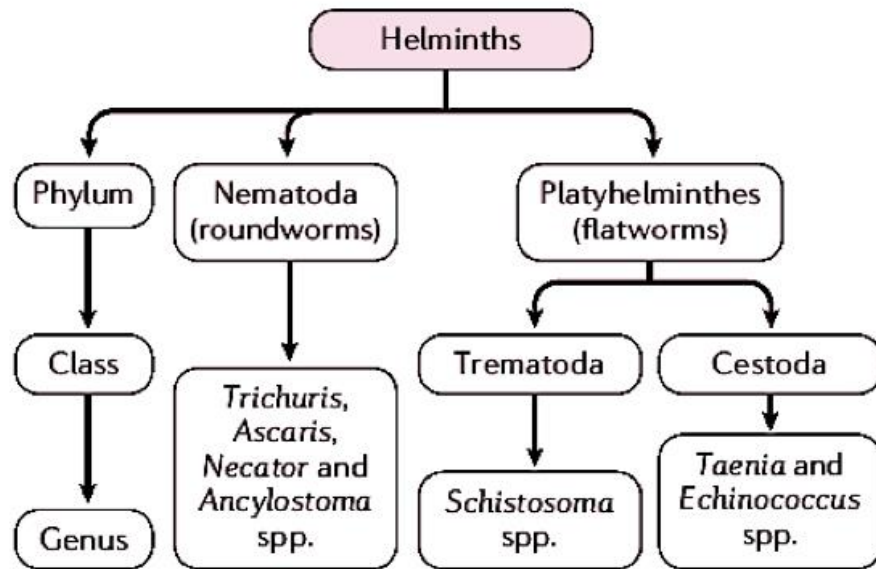 Helminths
Phylum
Nematoda
(roundworms)
Platyhelminthes
(flatworms)
Class
Trematoda
Cestoda
Trichuris,
Ascaris,
Necator and
Ancylostoma
spp.
Schistosoma
spp.
Taenia and
Echinococcus
spp.
Genus